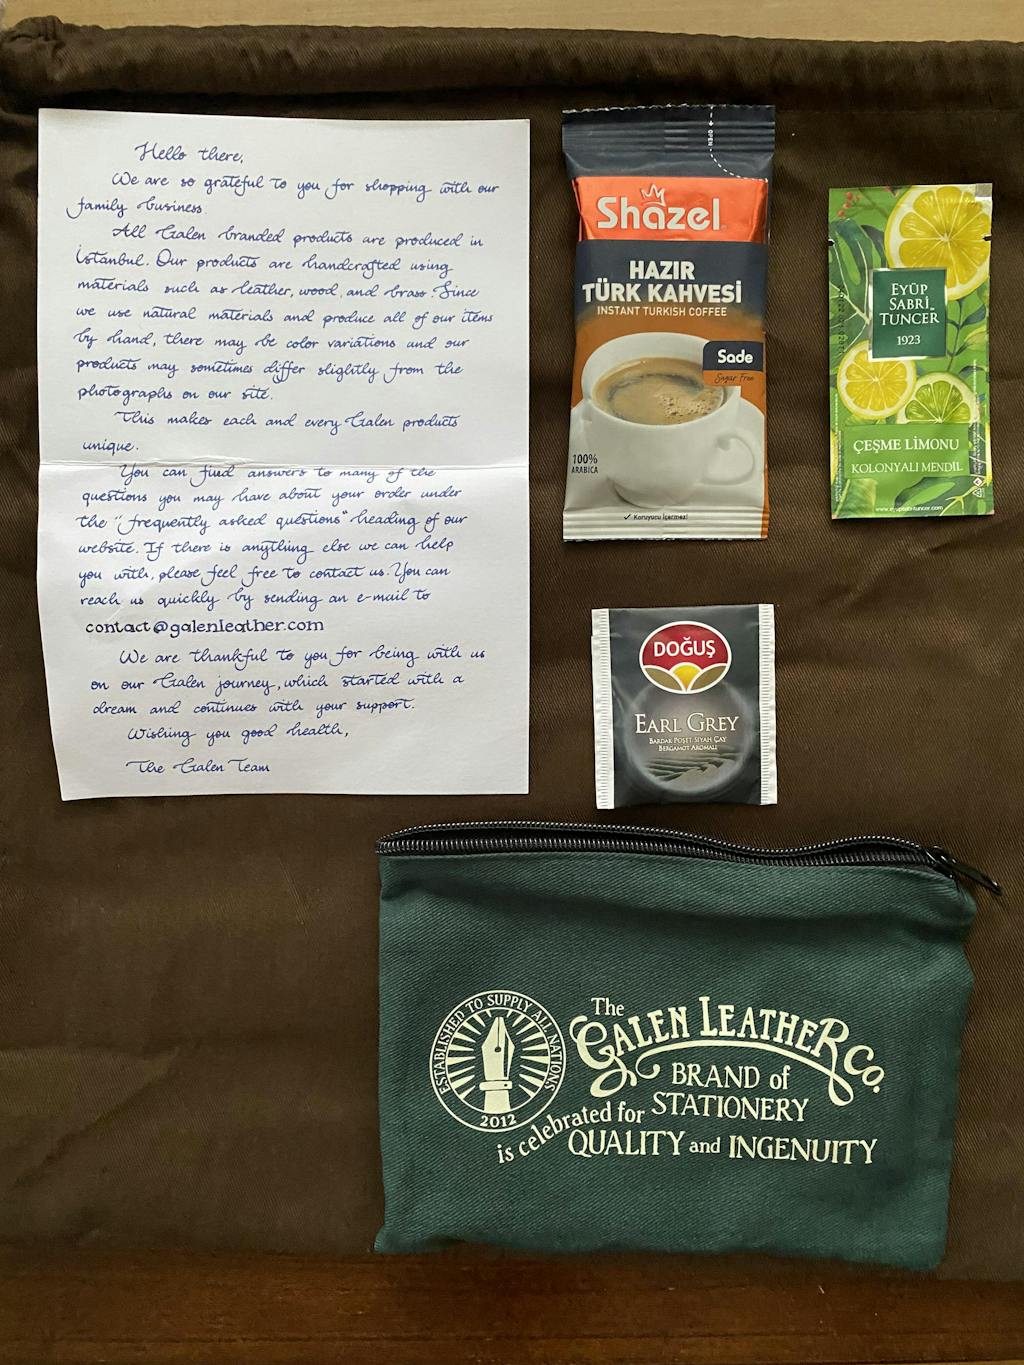 Hello there,
We are so grateful to you for shopping with our
family business.
All Galen branded products are produced in
İstanbul. Our products are handcrafted using
materials such as leather, wood, and brass. Since
we use natural materials and produce all of our items
by hand, there may be color variations and our
products may sometimes differ slightly from the
photographs on our site.
This makes each and every Galen products
unique.
You can find answers to many of the
questions you may have about your order under
the "frequently asked questions" heading of our
website. If there is anything else we can help
you with, please feel free to contact us. You can
reach us quickly by sending an e-mail to
contact@galenleather.com
We are thankful to you for being with us
on our Galen journey, which started with a
dream and continues with your support.
Wishing you good health,
The Galen Team
OPEN
Shazel
HAZIR
TÜRK KAHVESİ
INSTANT TURKISH COFFEE
Sade
Sugar Free
100%
ARABICA
✓ Koruyucu İçermez!
EYÜP
SABRİ
TUNCER
1923
ÇEŞME LİMONU
KOLONYALI MENDİL
www.eyupsabrituncer.com
DOĞUŞ
EARL GREY
BARDAK POŞET SİYAH ÇAY
BERGAMOT AROMALI
ESTABLISHED TO SUPPLY ALL NATIONS
2012
The
GALEN LEATHER Co.
BRAND of
STATIONERY
is celebrated for
QUALITY and INGENUITY